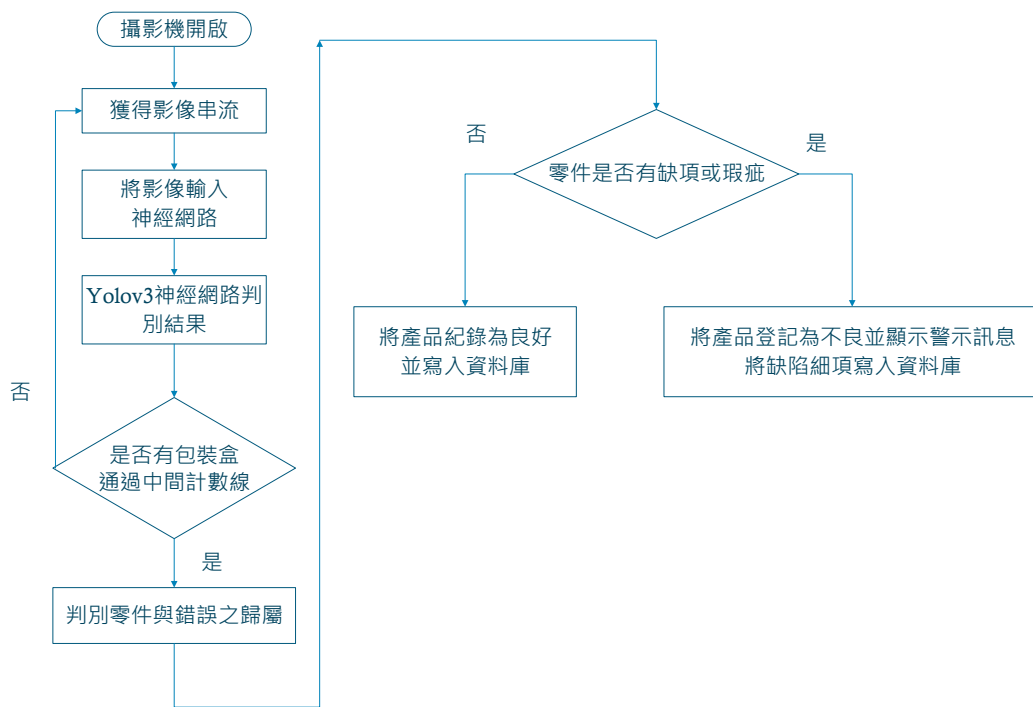 攝影機開啟
獲得影像串流
將影像輸入
神經網路
Yolov3神經網路判
別結果
否
是否有包裝盒
通過中間計數線
是
判別零件與錯誤之歸屬
否
是
零件是否有缺項或瑕疵
將產品紀錄為良好
並寫入資料庫
將產品登記為不良並顯示警示訊息
將缺陷細項寫入資料庫